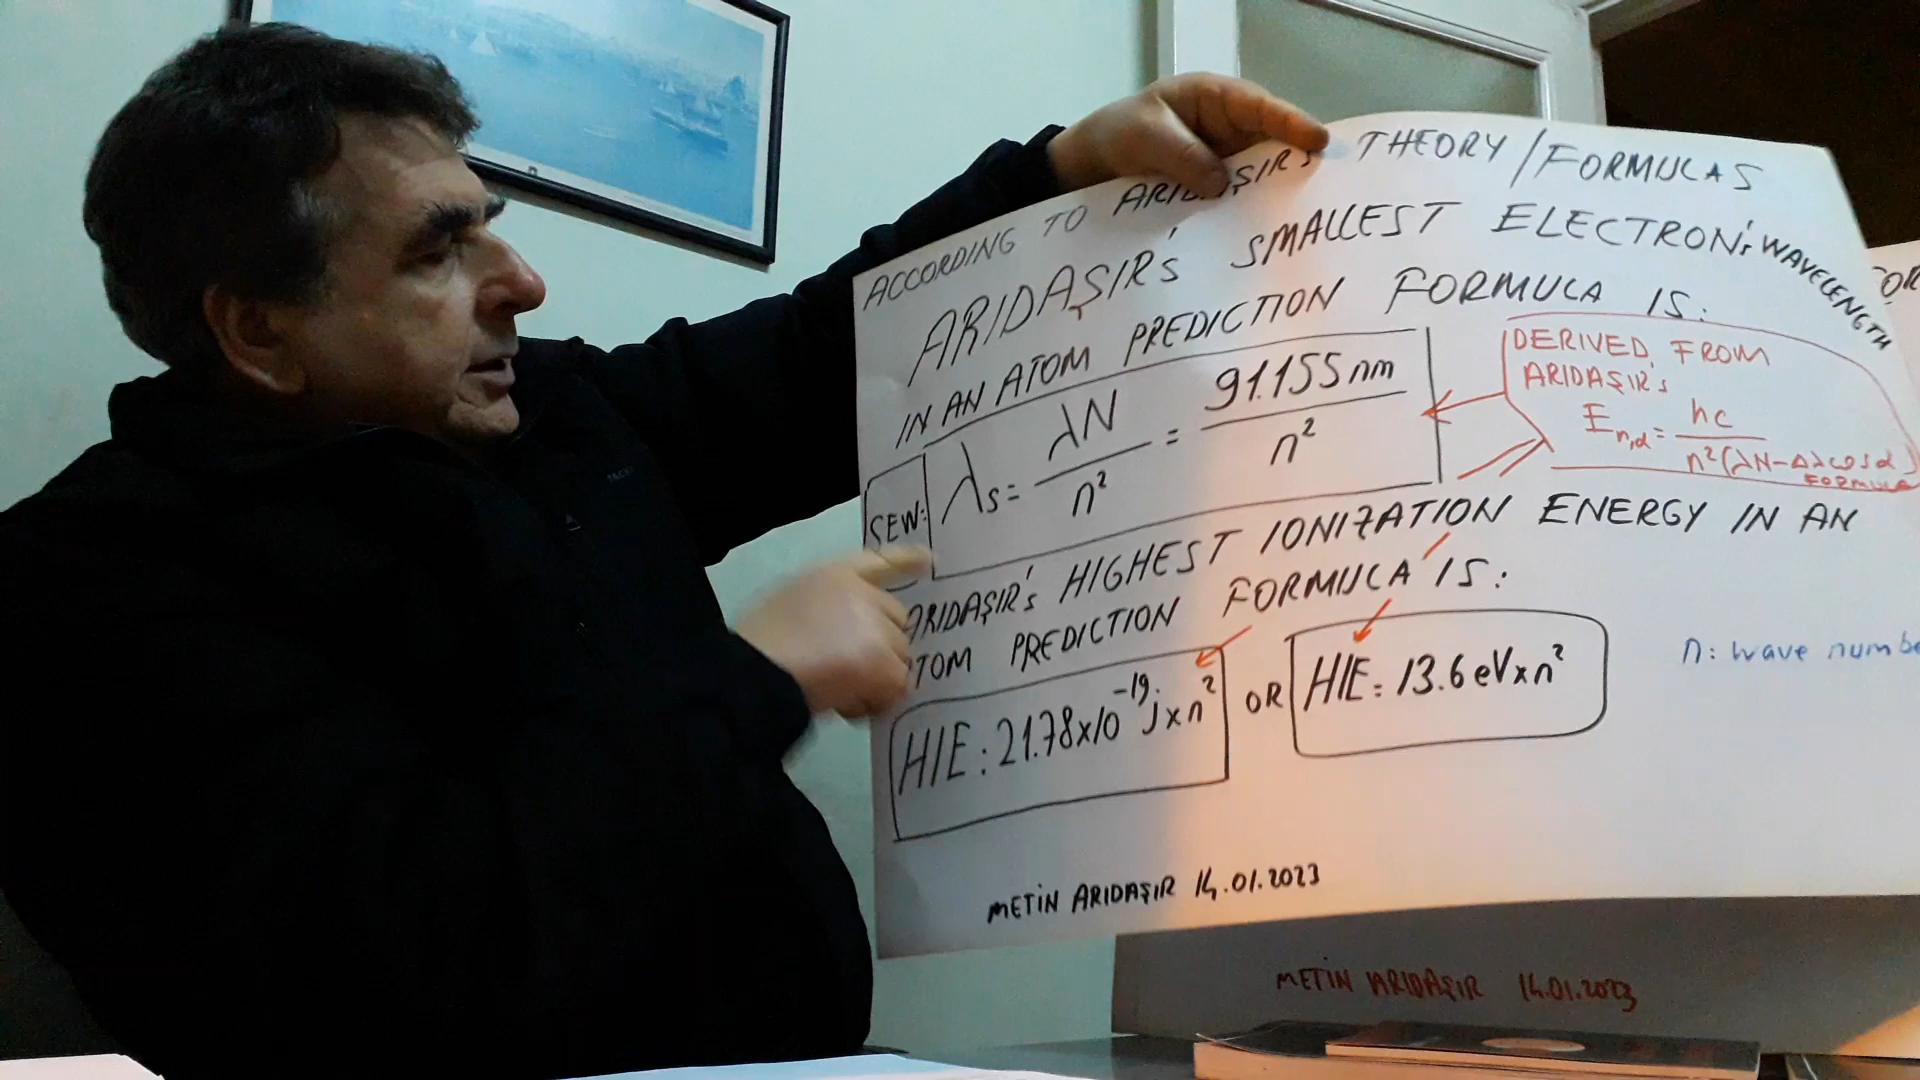 ACCORDING TO ARIDAŞIR'S THEORY / FORMULAS
ARIDAŞIR's SMALLEST ELECTRON's WAVELENGTH
IN AN ATOM PREDICTION FORMULA IS:
SEW: λs = λN / n² = 91.155 nm / n²
DERIVED FROM
ARIDAŞIR's
En,α = hc / n²(λN-Δλcosα)
FORMULA
ARIDAŞIR's HIGHEST IONIZATION ENERGY IN AN
ATOM PREDICTION FORMULA IS:
HIE: 21.78x10⁻¹⁹ J x n² OR HIE: 13.6 eV x n²
n: wave numbe
METİN ARIDAŞIR 14.01.2023
METİN ARIDAŞIR 14.01.2023